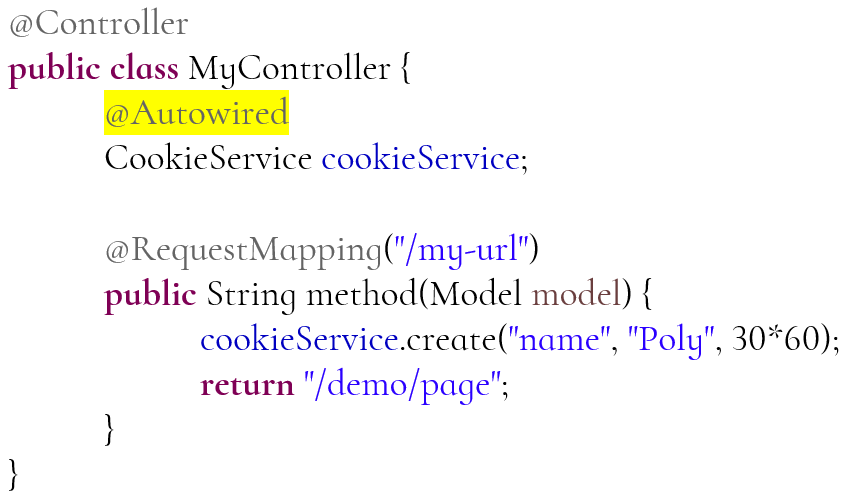 @Controller
public class MyController {
@Autowired
CookieService cookieService;
@RequestMapping("/my-url")
public String method(Model model) {
cookieService.create("name", "Poly", 30*60);
return "/demo/page";
}
}